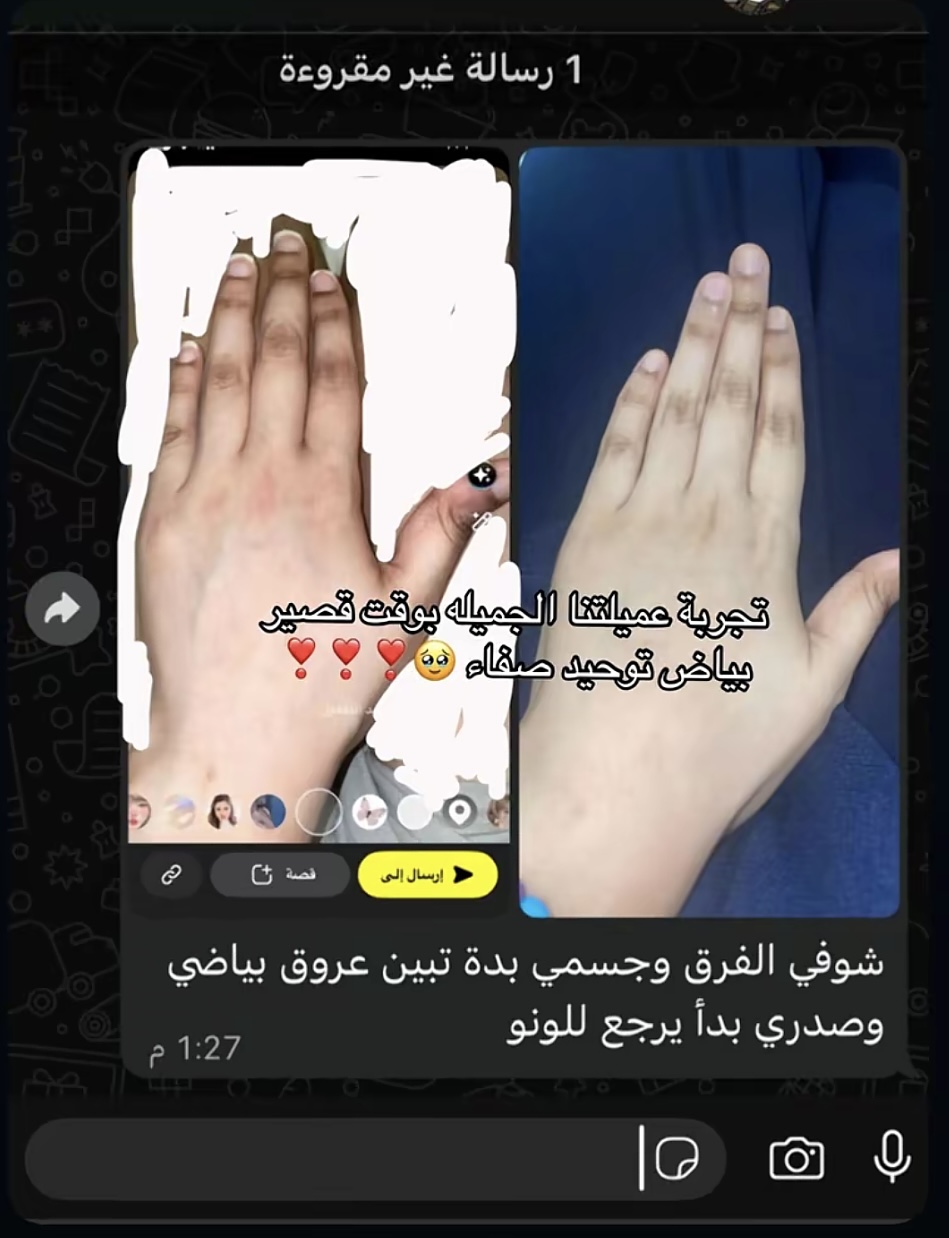 1 رسالة غير مقروءة
تجربة عميلتنا الجميله بوقت قصير
بياض توحيد صفاء 🥹❣️❣️❣️
قصة
إرسال إلى
شوفي الفرق وجسمي بدة تبين عروق بياضي
وصدري بدأ يرجع للونو
1:27 م